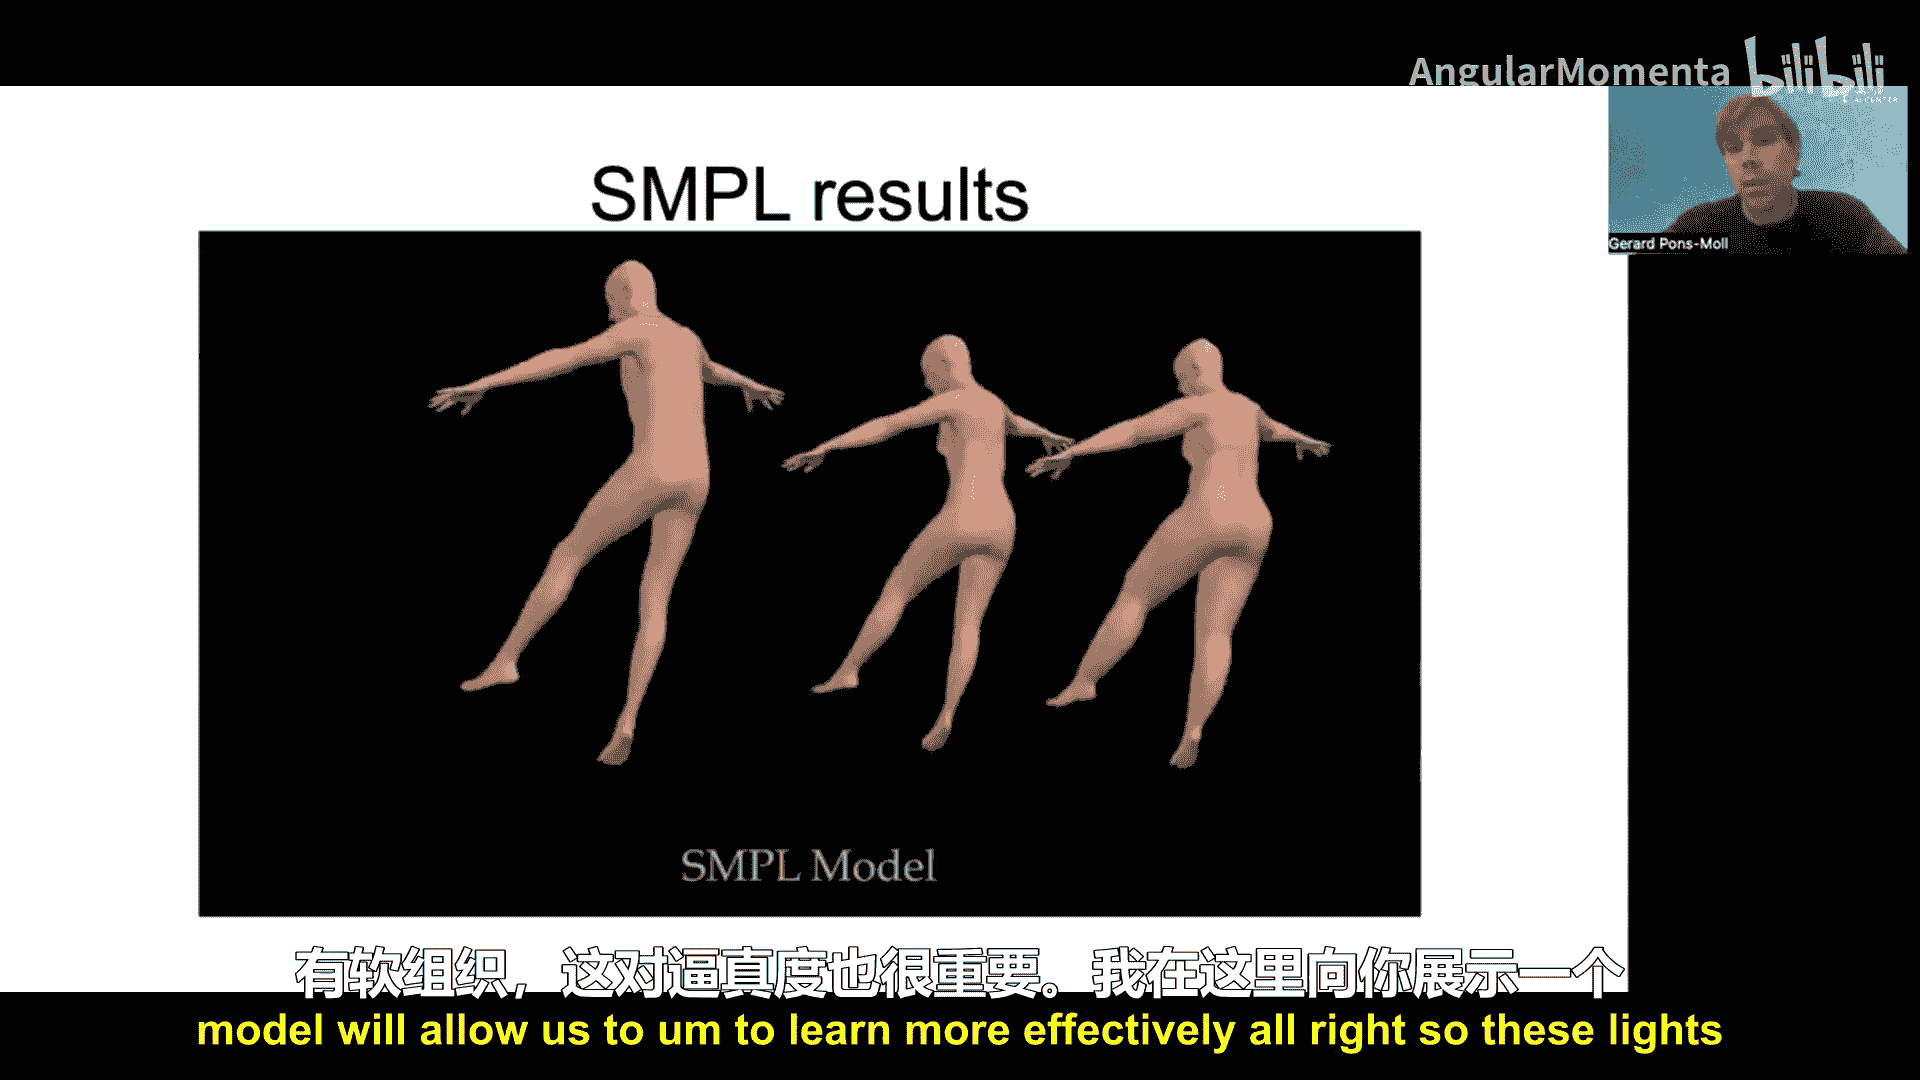 AngularMomenta bilibili
AI CENTER
SMPL results
Gerard Pons-Moll
SMPL Model
有软组织，这对逼真度也很重要。我在这里向你展示一个
model will allow us to um to learn more effectively all right so these lights